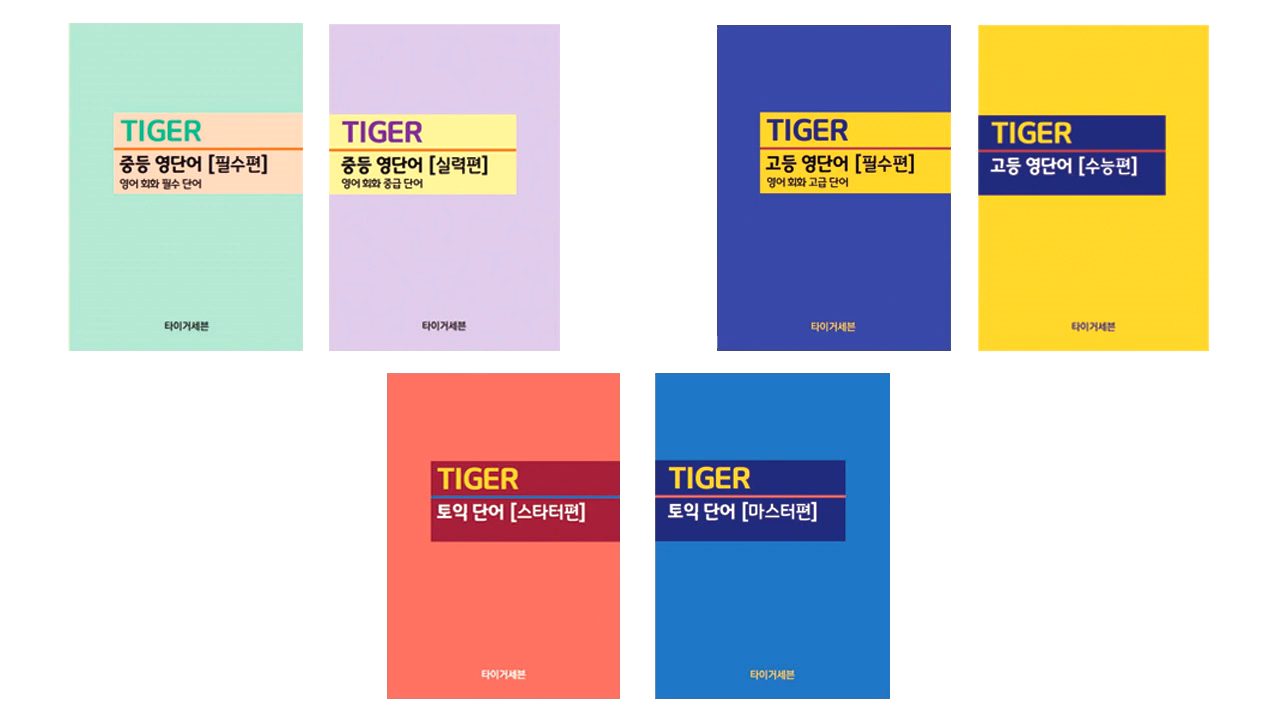 TIGER
중등 영단어 [필수편]
영어 회화 필수 단어
타이거세븐
TIGER
중등 영단어 [실력편]
영어 회화 중급 단어
타이거세븐
TIGER
고등 영단어 [필수편]
영어 회화 고급 단어
타이거세븐
TIGER
고등 영단어 [수능편]
타이거세븐
TIGER
토익 단어 [스타터편]
타이거세븐
TIGER
토익 단어 [마스터편]
타이거세븐